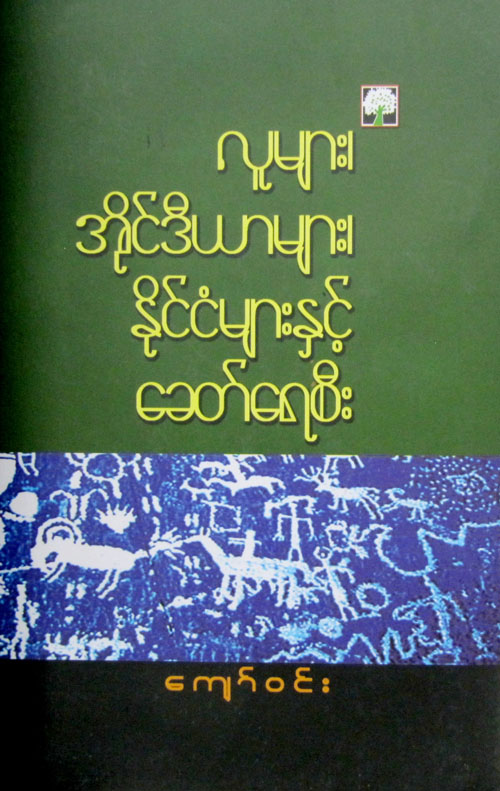 လူများ၊
အိုင်ဒီယာများ၊
နိုင်ငံများနှင့်
ခေတ်ရေစီး
ကျော်ဝင်း